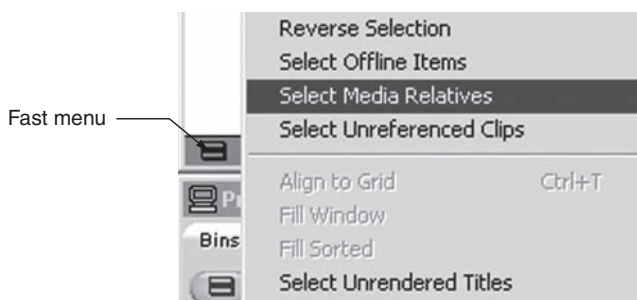 Reverse Selection
Select Offline Items
Select Media Relatives
Fast menu
Select Unreferenced Clips
Align to Grid Ctrl+T
Fill Window
Bins
Fill Sorted
Select Unrendered Titles